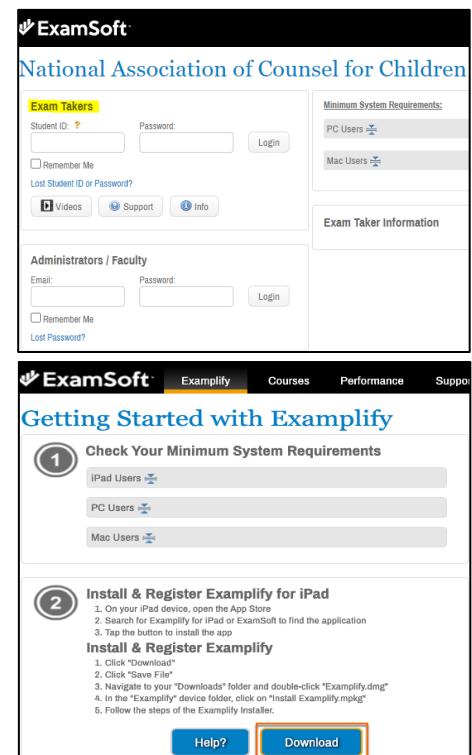 ExamSoft
National Association of Counsel for Children
Exam Takers
Student ID: ? Password:
Login
Remember Me
Lost Student ID or Password?
Videos Support Info
Administrators / Faculty
Email: Password:
Login
Remember Me
Lost Password?
Minimum System Requirements:
PC Users
Mac Users
Exam Taker Information
ExamSoft Examplify Courses Performance Suppo
Getting Started with Examplify
1 Check Your Minimum System Requirements
iPad Users
PC Users
Mac Users
2 Install & Register Examplify for iPad
1. On your iPad device, open the App Store
2. Search for Examplify for iPad or ExamSoft to find the application
3. Tap the button to install the app
Install & Register Examplify
1. Click "Download"
2. Click "Save File"
3. Navigate to your "Downloads" folder and double-click "Examplify.dmg"
4. In the "Examplify" device folder, click on "Install Examplify.mpkg"
5. Follow the steps of the Examplify Installer.
Help? Download